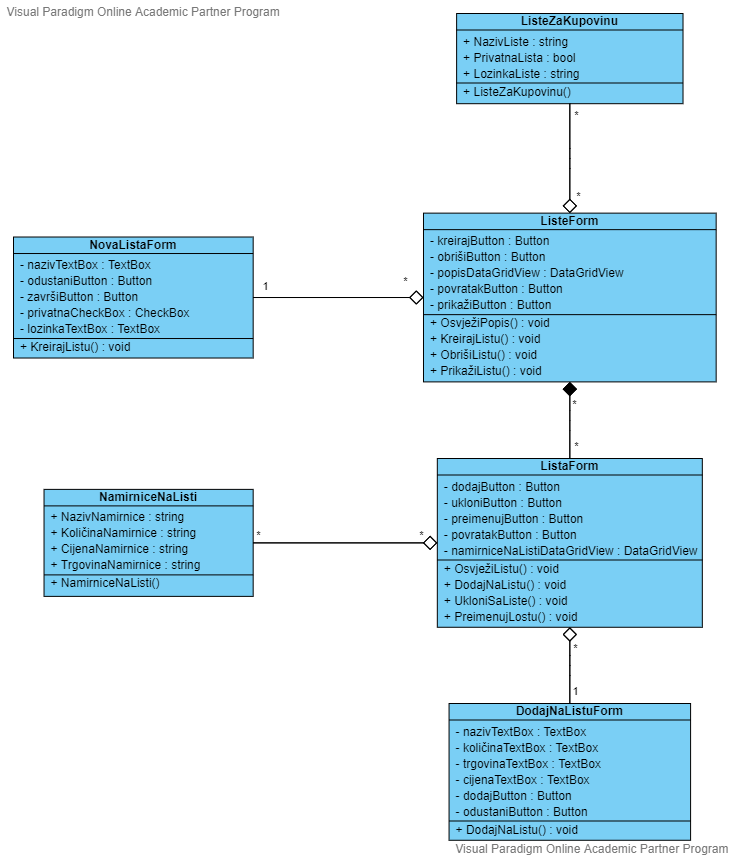 Visual Paradigm Online Academic Partner Program
ListeZaKupovinu
+ NazivListe : string
+ PrivatnaLista : bool
+ LozinkaListe : string
+ ListeZaKupovinu()
*
*
ListeForm
- kreirajButton : Button
- obrišiButton : Button
- popisDataGridView : DataGridView
- povratakButton : Button
- prikažiButton : Button
+ OsvježiPopis() : void
+ KreirajListu() : void
+ ObrišiListu() : void
+ PrikažiListu() : void
NovaListaForm
- nazivTextBox : TextBox
- odustaniButton : Button
- završiButton : Button
- privatnaCheckBox : CheckBox
- lozinkaTextBox : TextBox
+ KreirajListu() : void
1
*
*
*
ListaForm
- dodajButton : Button
- ukloniButton : Button
- preimenujButton : Button
- povratakButton : Button
- namirniceNaListiDataGridView : DataGridView
+ OsvježiListu() : void
+ DodajNaListu() : void
+ UkloniSaListe() : void
+ PreimenujLostu() : void
NamirniceNaListi
+ NazivNamirnice : string
+ KoličinaNamirnice : string
+ CijenaNamirnice : string
+ TrgovinaNamirnice : string
+ NamirniceNaListi()
*
*
*
1
DodajNaListuForm
- nazivTextBox : TextBox
- količinaTextBox : TextBox
- trgovinaTextBox : TextBox
- cijenaTextBox : TextBox
- dodajButton : Button
- odustaniButton : Button
+ DodajNaListu() : void
Visual Paradigm Online Academic Partner Program